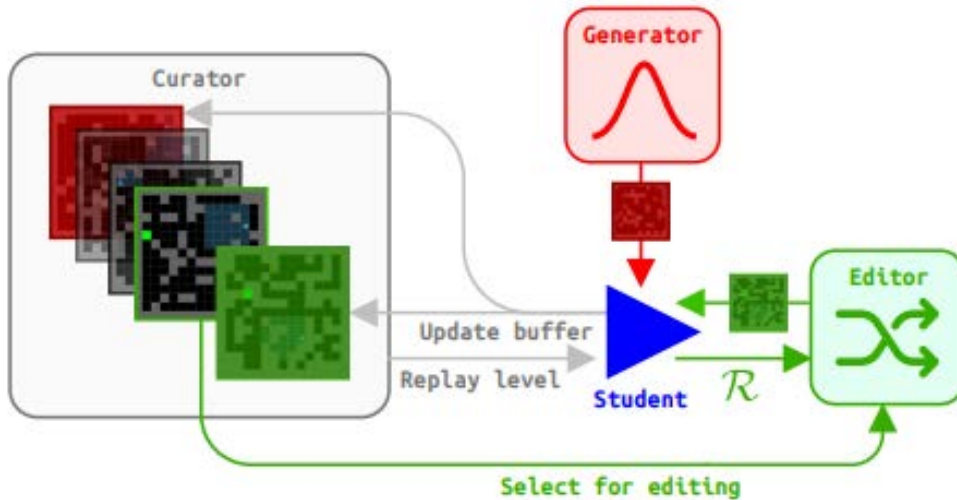 Generator
Curator
Editor
Update buffer
Replay level
Student
ℛ
Select for editing